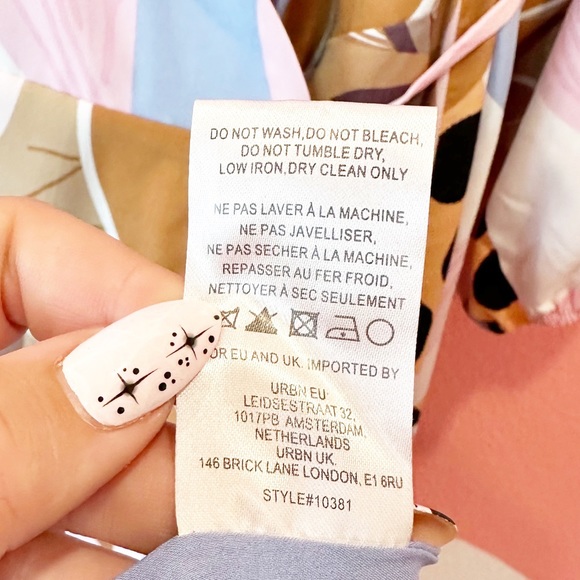 DO NOT WASH,DO NOT BLEACH,
DO NOT TUMBLE DRY,
LOW IRON,DRY CLEAN ONLY
NE PAS LAVER À LA MACHINE,
NE PAS JAVELLISER,
NE PAS SECHER À LA MACHINE,
REPASSER AU FER FROID,
NETTOYER À SEC SEULEMENT
OR EU AND UK. IMPORTED BY
URBN EU
LEIDSESTRAAT 32,
1017PB AMSTERDAM,
NETHERLANDS
URBN UK,
146 BRICK LANE LONDON, E1 6RU
STYLE#10381